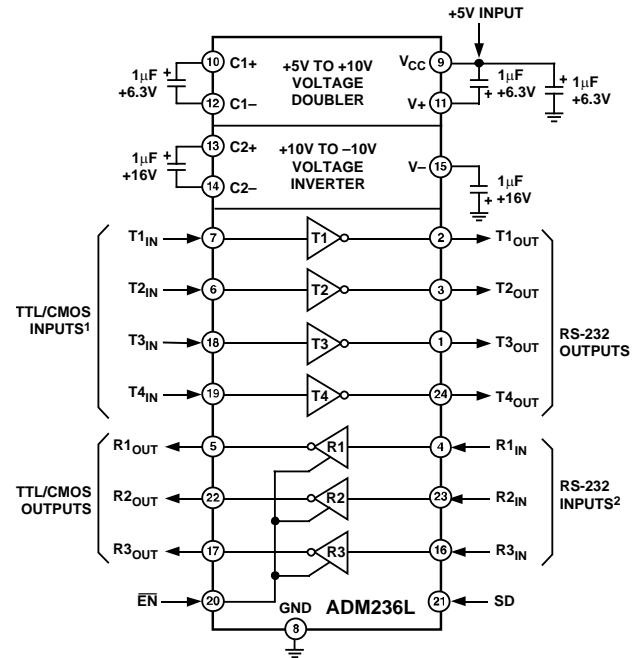 +5V INPUT
10 C1+ +5V TO +10V VOLTAGE DOUBLER VCC 9
1μF +6.3V
12 C1– V+ 11
1μF +6.3V
1μF +6.3V
13 C2+ +10V TO –10V VOLTAGE INVERTER V– 15
1μF +16V
14 C2–
1μF +16V
T1IN 7 T1 2 T1OUT
T2IN 6 T2 3 T2OUT
TTL/CMOS INPUTS1
RS-232 OUTPUTS
T3IN 18 T3 1 T3OUT
T4IN 19 T4 24 T4OUT
R1OUT 5 R1 4 R1IN
TTL/CMOS OUTPUTS
R2OUT 22 R2 23 R2IN
RS-232 INPUTS2
R3OUT 17 R3 16 R3IN
EN 20 GND ADM236L 21 SD
8